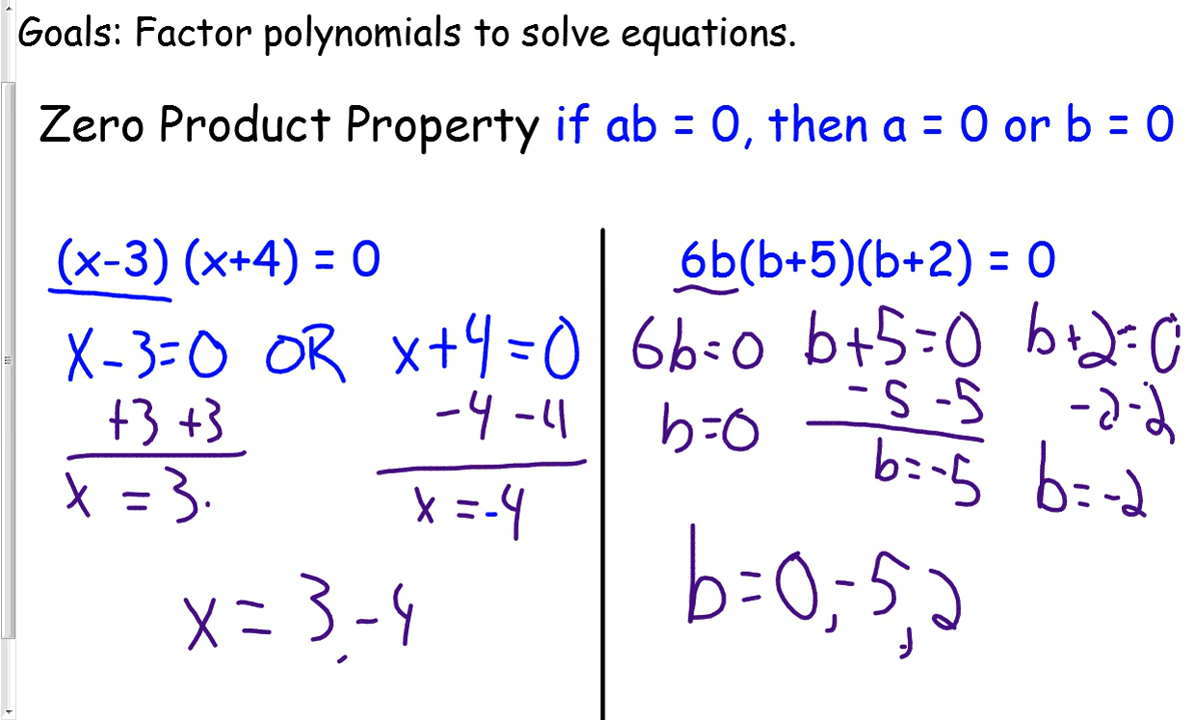 Goals: Factor polynomials to solve equations.
Zero Product Property if ab = 0, then a = 0 or b = 0
(x-3) (x+4) = 0
x-3=0 OR x+4=0
+3 +3 -4 -4
x = 3. x =-4
x = 3,-4
6b(b+5)(b+2) = 0
6b=0 b+5=0 b+2=0
-5 -5 -2-2
b=0 b=-5 b=-2
b=0,-5,2